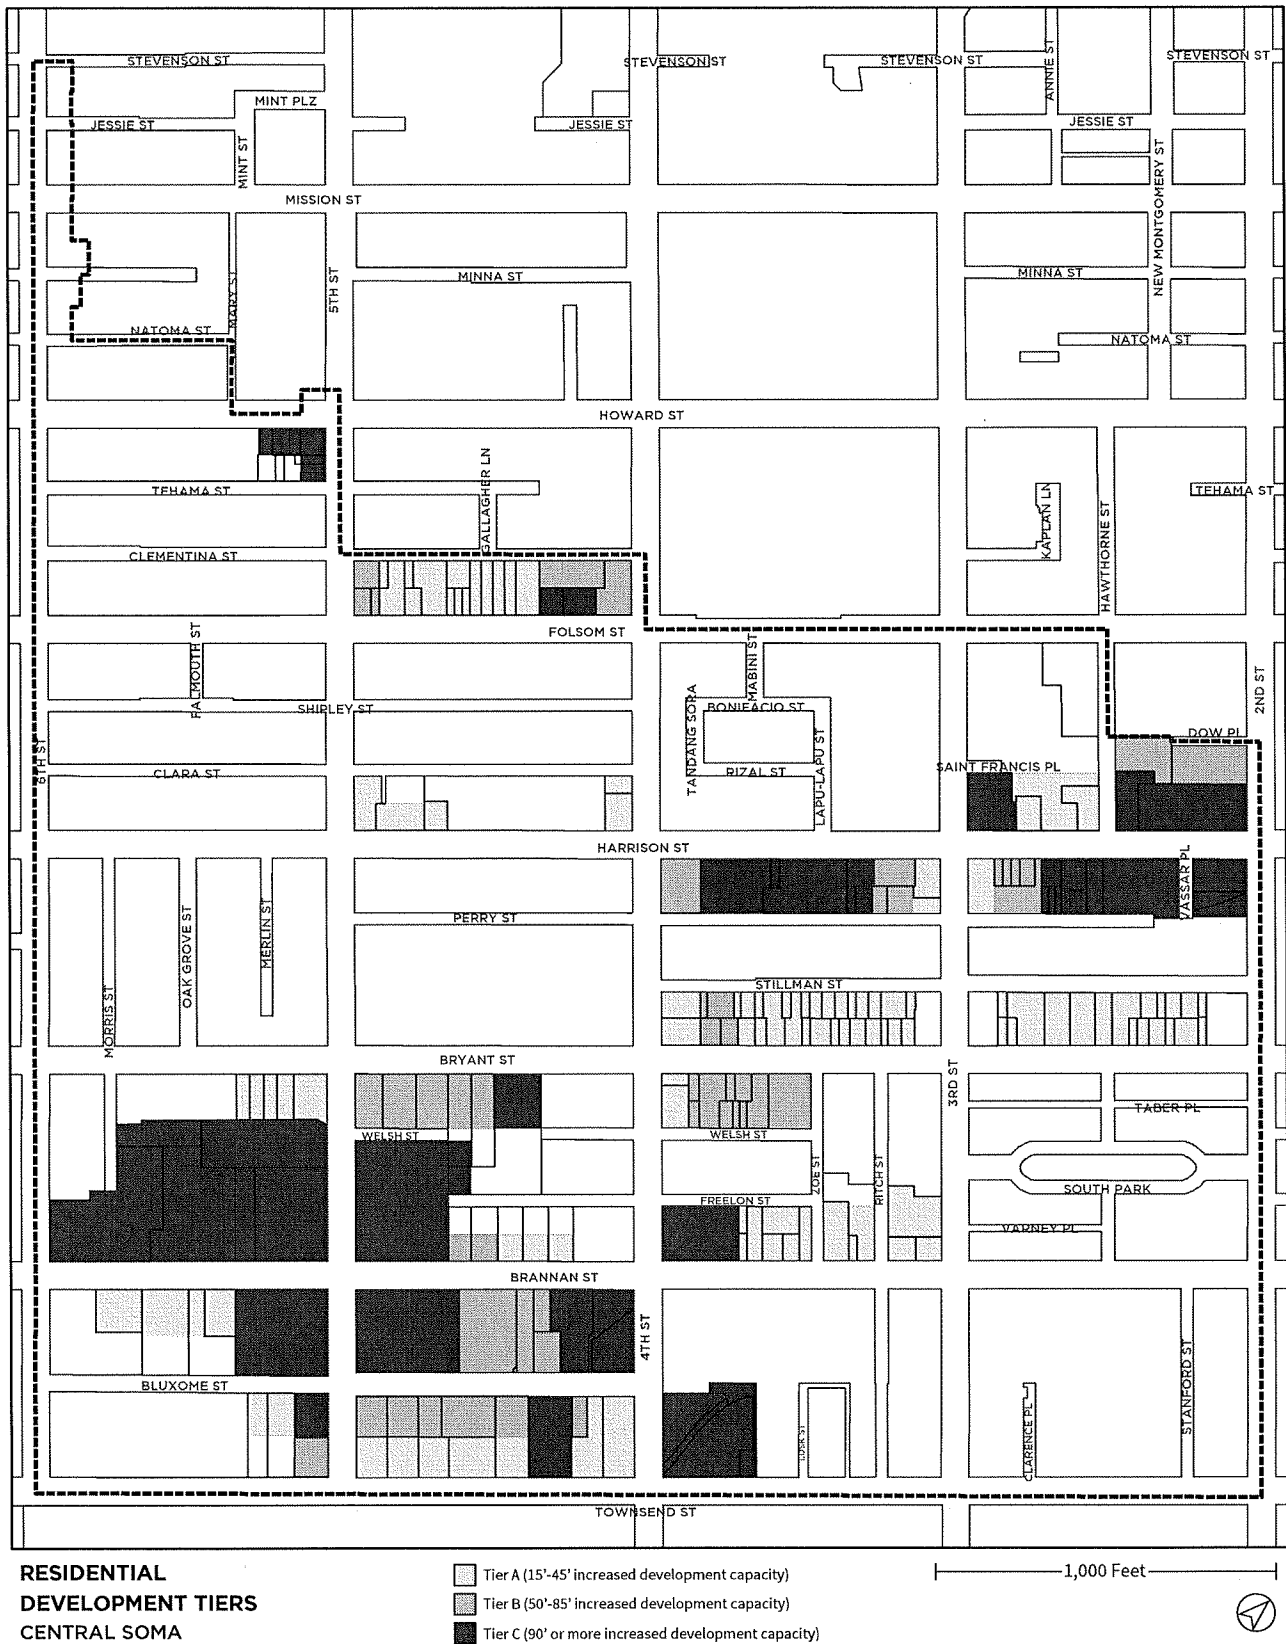 STEVENSON ST
STEVENSON ST
STEVENSON ST
STEVENSON ST
ANNIE ST
MINT PLZ
JESSIE ST
JESSIE ST
JESSIE ST
MINT ST
NEW MONTGOMERY ST
MISSION ST
MINNA ST
MINNA ST
MARY ST
5TH ST
NATOMA ST
NATOMA ST
HOWARD ST
GALLAGHER LN
TEHAMA ST
TEHAMA ST
KAPLAN LN
HAWTHORNE ST
CLEMENTINA ST
FOLSOM ST
FALMOUTH ST
MABINI ST
2ND ST
SHIPLEY ST
TANDANG SORA
BONIFACIO ST
LAPU-LAPU ST
DOW PL
6TH ST
CLARA ST
RIZAL ST
SAINT FRANCIS PL
HARRISON ST
VASSAR PL
PERRY ST
OAK GROVE ST
MERLIN ST
MORRIS ST
STILLMAN ST
BRYANT ST
3RD ST
TABER PL
WELSH ST
WELSH ST
ZOE ST
RITCH ST
SOUTH PARK
FREELON ST
VARNEY PL
BRANNAN ST
4TH ST
BLUXOME ST
STANFORD ST
LUSK ST
CLARENCE PL
TOWNSEND ST
RESIDENTIAL
DEVELOPMENT TIERS
CENTRAL SOMA
Tier A (15'-45' increased development capacity)
Tier B (50'-85' increased development capacity)
Tier C (90' or more increased development capacity)
1,000 Feet